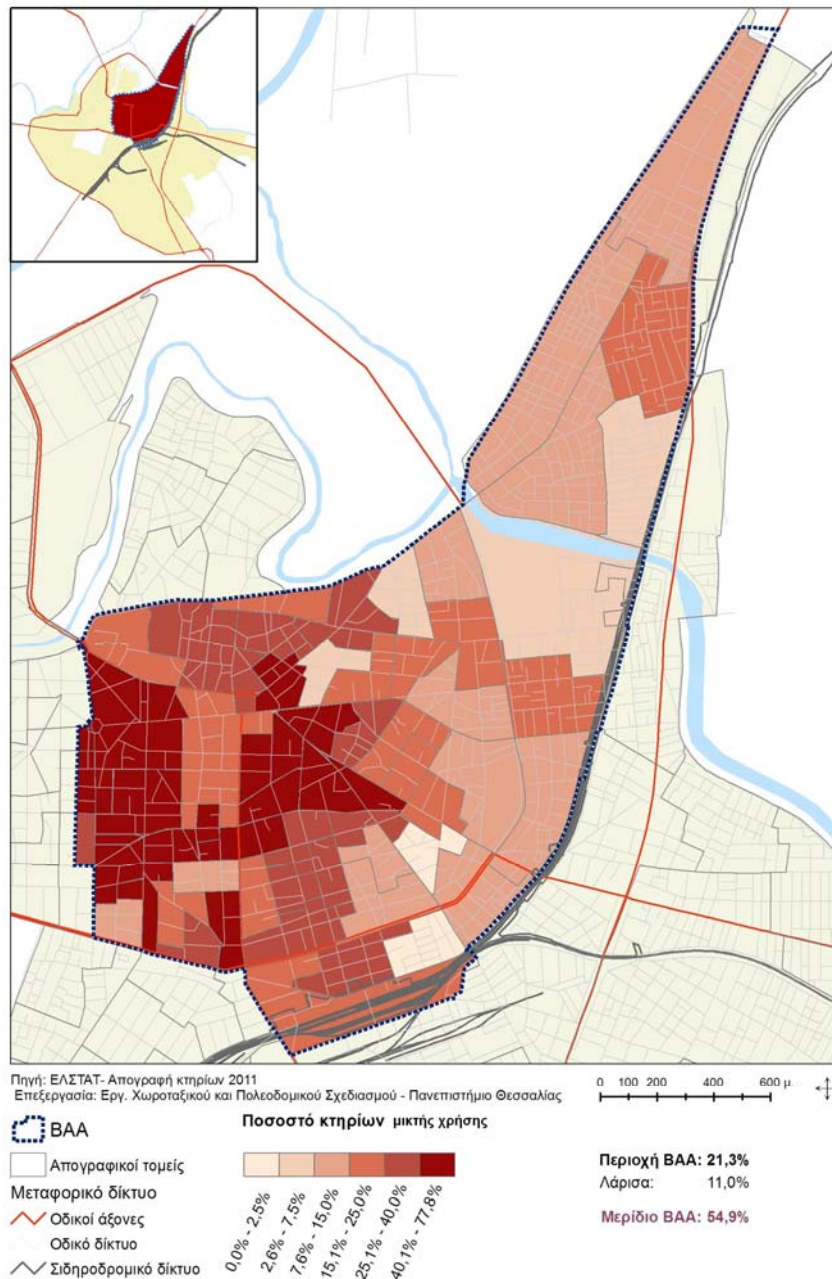 Πηγή: ΕΛΣΤΑΤ- Απογραφή κτηρίων 2011
Επεξεργασία: Εργ. Χωροταξικού και Πολεοδομικού Σχεδιασμού - Πανεπιστήμιο Θεσσαλίας
0 100 200 400 600 μ.
ΒΑΑ
Απογραφικοί τομείς
Μεταφορικό δίκτυο
Οδικοί άξονες
Οδικό δίκτυο
Σιδηροδρομικό δίκτυο
Ποσοστό κτηρίων μικτής χρήσης
0,0% - 2,5%
2,6% - 7,5%
7,6% - 15,0%
15,1% - 25,0%
25,1% - 40,0%
40,1% - 77,8%
Περιοχή ΒΑΑ: 21,3%
Λάρισα: 11,0%
Μερίδιο ΒΑΑ: 54,9%